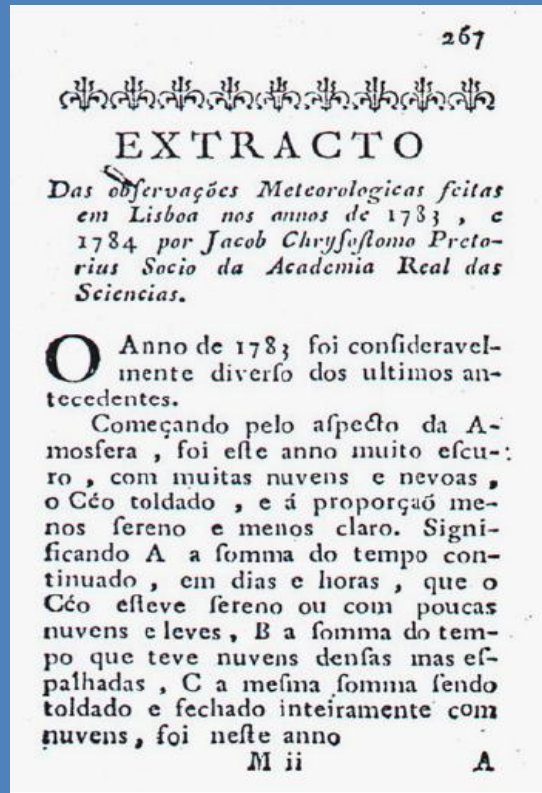 267
EXTRACTO
Das obſervações Meteorologicas feitas
em Lisboa nos annos de 1783, e
1784 por Jacob Chryſoſtomo Preto-
rius Socio da Academia Real das
Sciencias.
O Anno de 1783 foi conſideravel-
mente diverſo dos ultimos an-
tecedentes.
Começando pelo aſpecto da A-
mosfera, foi eſte anno muito eſcu-
ro, com muitas nuvens e nevoas,
o Céo toldado, e á proporçaõ me-
nos ſereno e menos claro. Signi-
ficando A a ſomma do tempo con-
tinuado, em dias e horas, que o
Céo eſteve ſereno ou com poucas
nuvens e leves, B a ſomma do tem-
po que teve nuvens denſas mas eſ-
palhadas, C a meſma ſomma ſendo
toldado e fechado inteiramente com
nuvens, foi neſte anno
M ii A